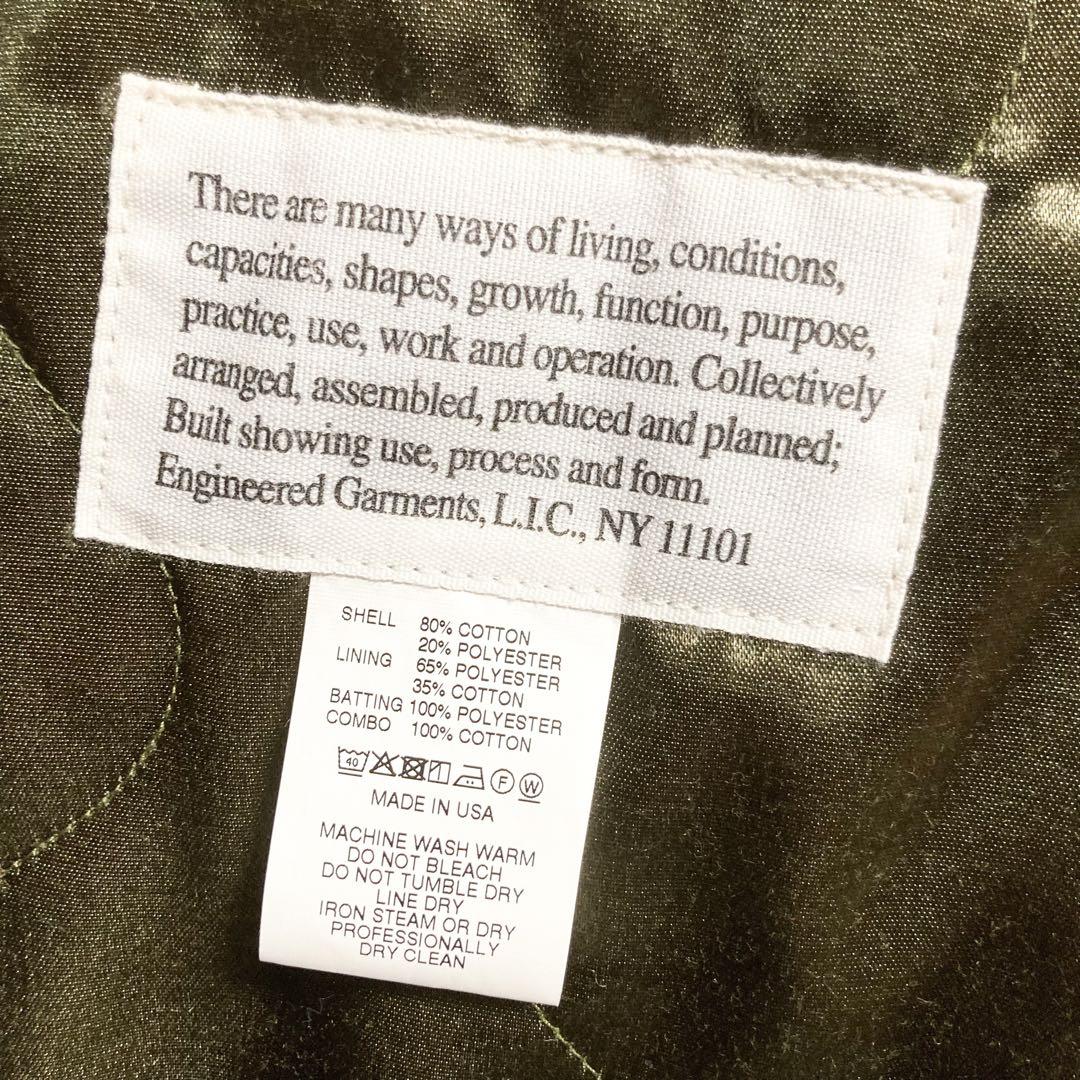 There are many ways of living, conditions,
capacities, shapes, growth, function, purpose,
practice, use, work and operation. Collectively
arranged, assembled, produced and planned;
Built showing use, process and form.
Engineered Garments, L.I.C., NY 11101
SHELL 80% COTTON
20% POLYESTER
LINING 65% POLYESTER
35% COTTON
BATTING 100% POLYESTER
COMBO 100% COTTON
40 F W
MADE IN USA
MACHINE WASH WARM
DO NOT BLEACH
DO NOT TUMBLE DRY
LINE DRY
IRON STEAM OR DRY
PROFESSIONALLY
DRY CLEAN